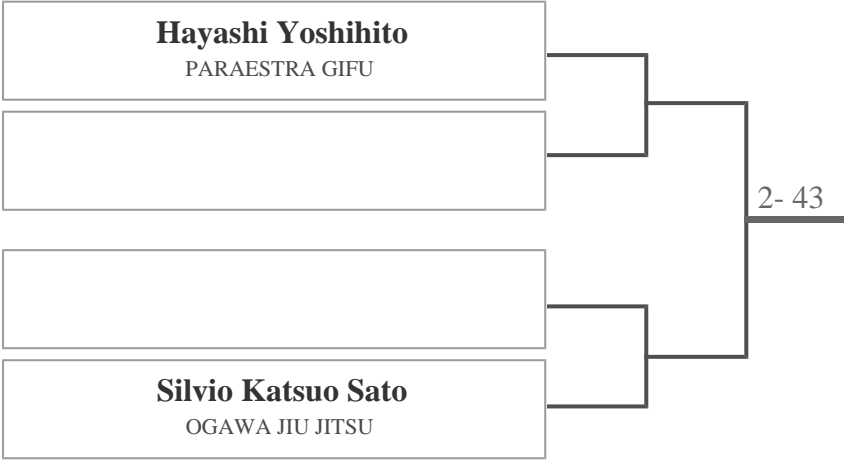 Hayashi Yoshihito
PARAESTRA GIFU
2- 43
Silvio Katsuo Sato
OGAWA JIU JITSU